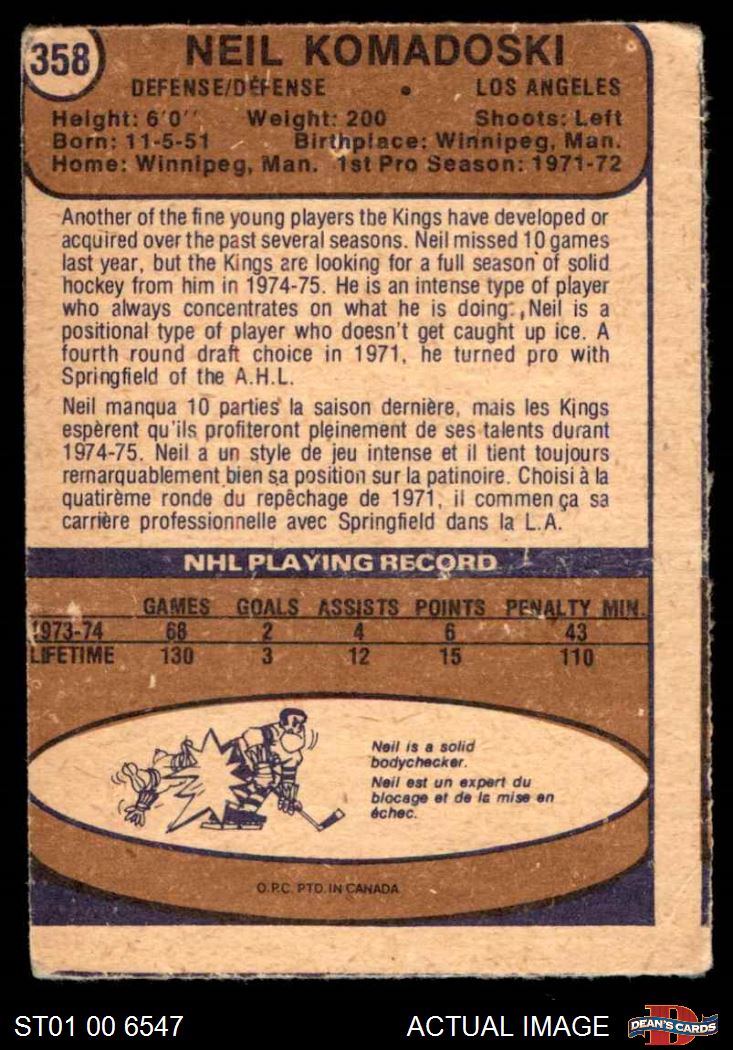 358
NEIL KOMADOSKI
DEFENSE/DÉFENSE • LOS ANGELES
Height: 6'0'' Weight: 200 Shoots: Left
Born: 11-5-51 Birthplace: Winnipeg, Man.
Home: Winnipeg, Man. 1st Pro Season: 1971-72
Another of the fine young players the Kings have developed or
acquired over the past several seasons. Neil missed 10 games
last year, but the Kings are looking for a full season of solid
hockey from him in 1974-75. He is an intense type of player
who always concentrates on what he is doing. Neil is a
positional type of player who doesn't get caught up ice. A
fourth round draft choice in 1971, he turned pro with
Springfield of the A.H.L.
Neil manqua 10 parties la saison dernière, mais les Kings
espèrent qu'ils profiteront pleinement de ses talents durant
1974-75. Neil a un style de jeu intense et il tient toujours
remarquablement bien sa position sur la patinoire. Choisi à la
quatirème ronde du repêchage de 1971, il commen ça sa
carrière professionnelle avec Springfield dans la L.A.
NHL PLAYING RECORD
GAMES GOALS ASSISTS POINTS PENALTY MIN.
1973-74 68 2 4 6 43
LIFETIME 130 3 12 15 110
Neil is a solid
bodychecker.
Neil est un expert du
blocage et de la mise en
échec.
O.P.C. PTD. IN CANADA
ST01 00 6547 ACTUAL IMAGE DEAN'S CARDS